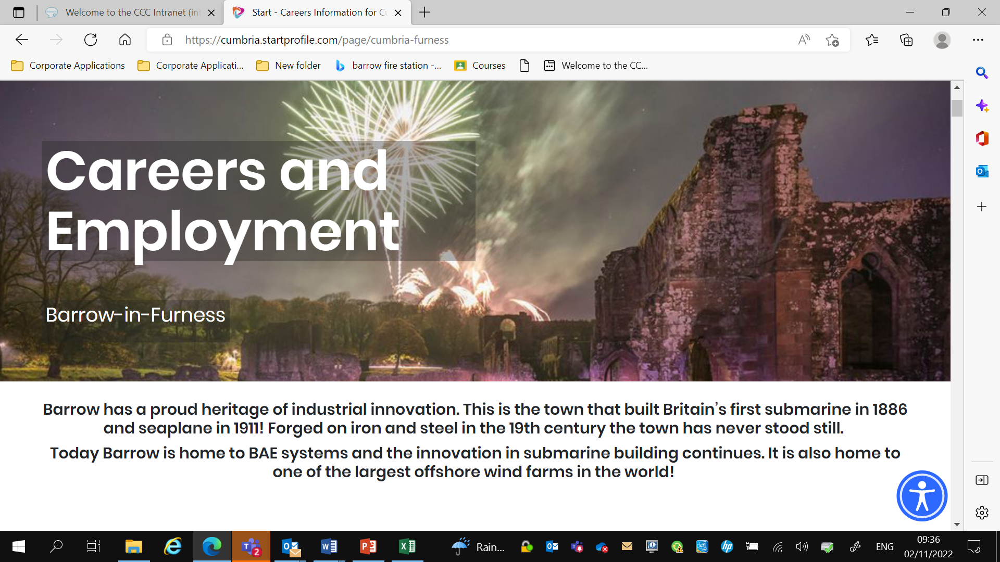 Welcome to the CCC Intranet (int
Start - Careers Information for Cu
https://cumbria.startprofile.com/page/cumbria-furness
Corporate Applications
Corporate Applicati...
New folder
barrow fire station -...
Courses
Welcome to the CC...
Careers and
Employment
Barrow-in-Furness
Barrow has a proud heritage of industrial innovation. This is the town that built Britain’s first submarine in 1886
and seaplane in 1911! Forged on iron and steel in the 19th century the town has never stood still.
Today Barrow is home to BAE systems and the innovation in submarine building continues. It is also home to
one of the largest offshore wind farms in the world!
2
Rain...
ENG
09:36
02/11/2022